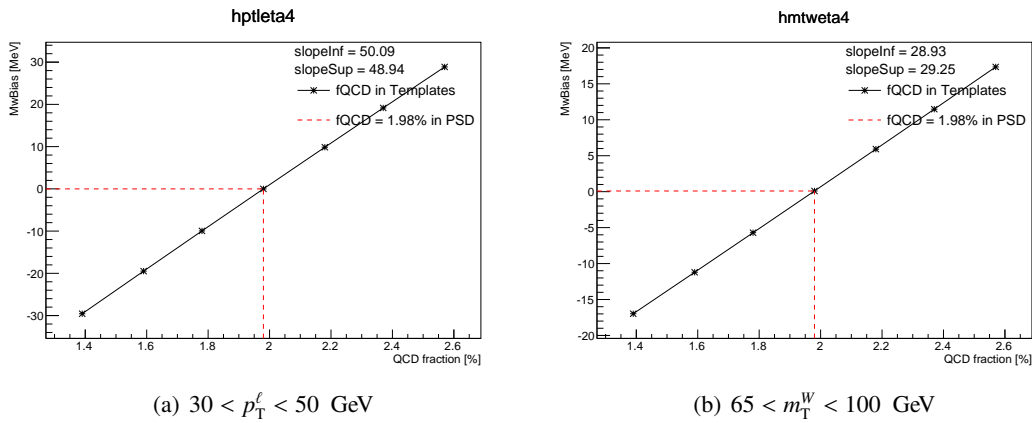 hptleta4
MwBias [MeV]
slopeInf = 50.09
slopeSup = 48.94
fQCD in Templates
fQCD = 1.98% in PSD
30
20
10
0
-10
-20
-30
1.4 1.6 1.8 2 2.2 2.4 2.6
QCD fraction [%]
(a) 30 < p_T^ℓ < 50 GeV
hmtweta4
MwBias [MeV]
slopeInf = 28.93
slopeSup = 29.25
fQCD in Templates
fQCD = 1.98% in PSD
20
15
10
5
0
-5
-10
-15
-20
1.4 1.6 1.8 2 2.2 2.4 2.6
QCD fraction [%]
(b) 65 < m_T^W < 100 GeV